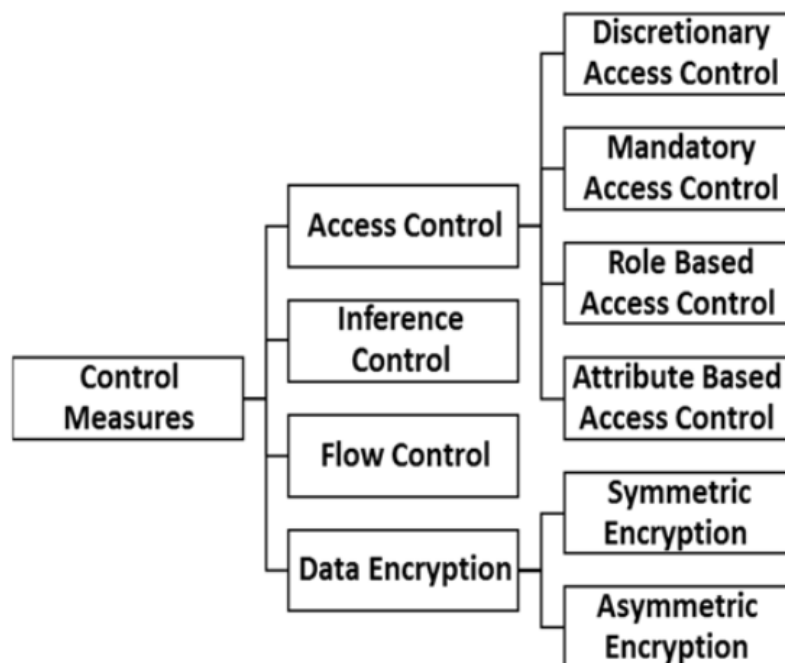 Control
Measures
Access Control
Inference
Control
Flow Control
Data Encryption
Discretionary
Access Control
Mandatory
Access Control
Role Based
Access Control
Attribute Based
Access Control
Symmetric
Encryption
Asymmetric
Encryption